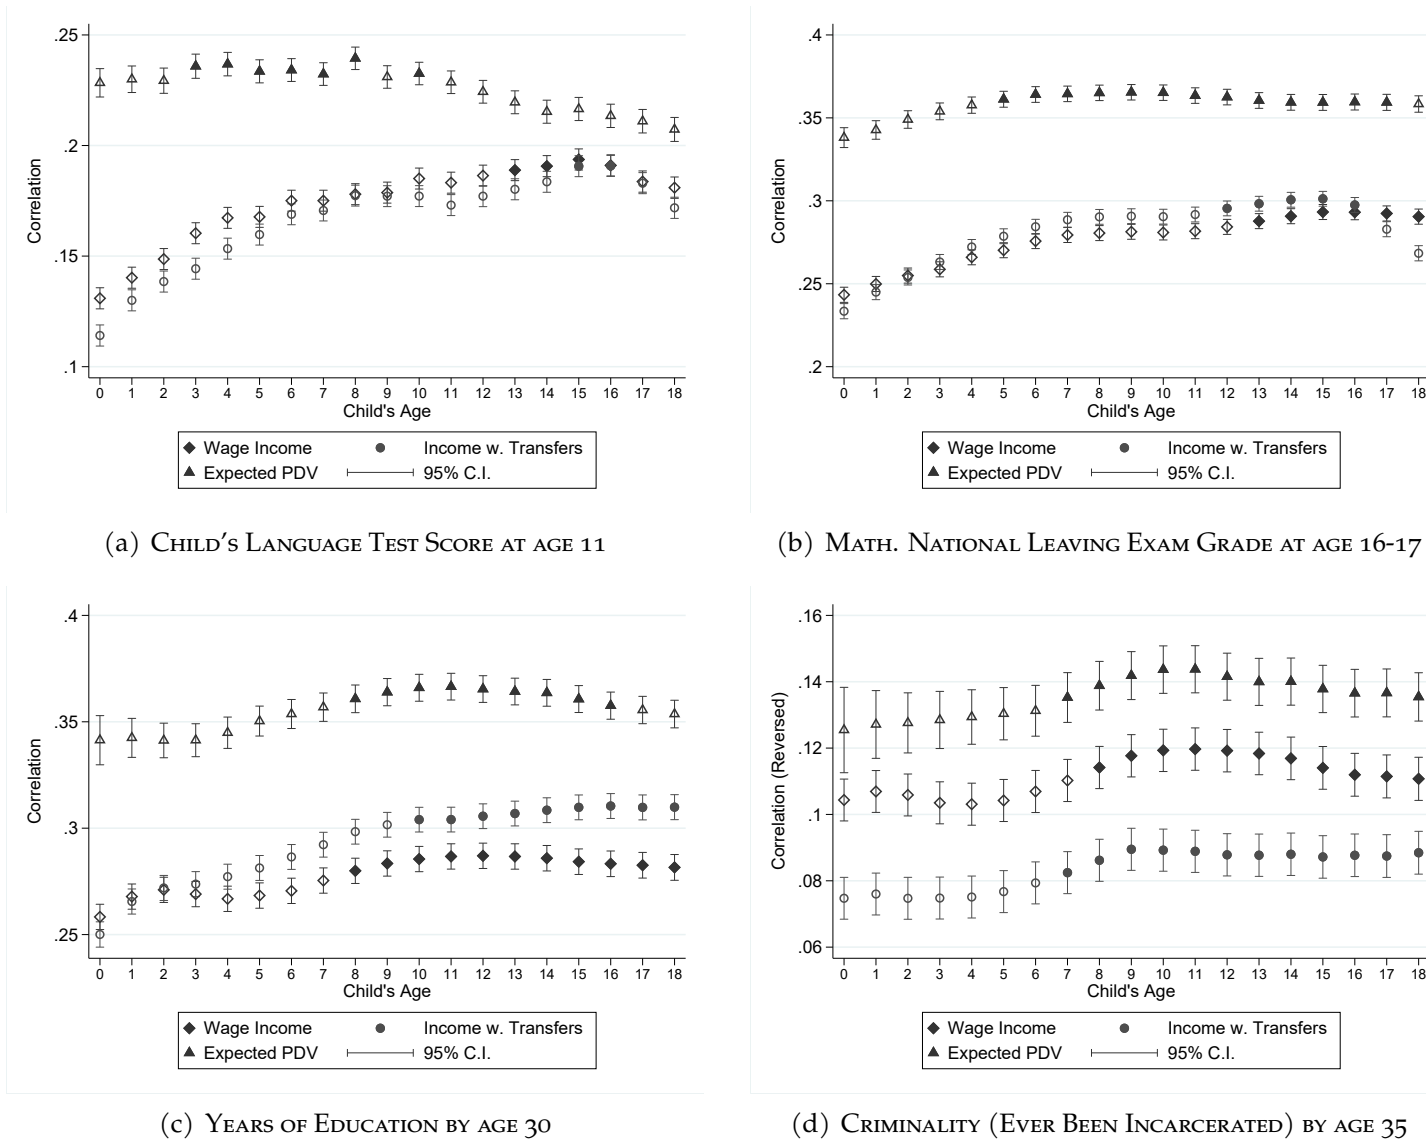 .25
.2
.15
.1
Correlation
0 1 2 3 4 5 6 7 8 9 10 11 12 13 14 15 16 17 18
Child's Age
Wage Income Income w. Transfers
Expected PDV 95% C.I.
(a) Child's Language Test Score at age 11
.4
.35
.3
.25
.2
Correlation
0 1 2 3 4 5 6 7 8 9 10 11 12 13 14 15 16 17 18
Child's Age
Wage Income Income w. Transfers
Expected PDV 95% C.I.
(b) Math. National Leaving Exam Grade at age 16-17
.4
.35
.3
.25
Correlation
0 1 2 3 4 5 6 7 8 9 10 11 12 13 14 15 16 17 18
Child's Age
Wage Income Income w. Transfers
Expected PDV 95% C.I.
(c) Years of Education by age 30
.16
.14
.12
.1
.08
.06
Correlation (Reversed)
0 1 2 3 4 5 6 7 8 9 10 11 12 13 14 15 16 17 18
Child's Age
Wage Income Income w. Transfers
Expected PDV 95% C.I.
(d) Criminality (Ever Been Incarcerated) by age 35